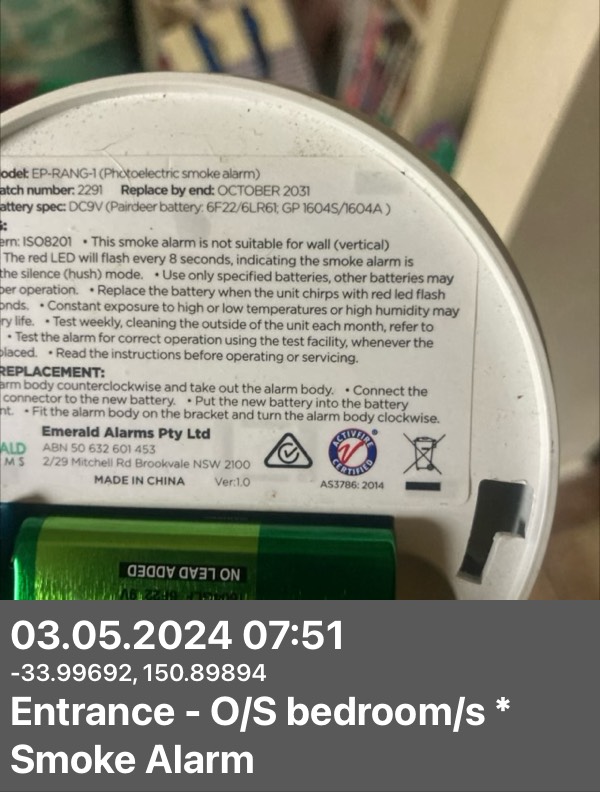 odel: EP-RANG-1 (Photoelectric smoke alarm)
atch number: 2291 Replace by end: OCTOBER 2031
attery spec: DC9V (Pairdeer battery: 6F22/6LR61; GP 1604S/1604A )
S:
ern: ISO8201 • This smoke alarm is not suitable for wall (vertical)
The red LED will flash every 8 seconds, indicating the smoke alarm is
the silence (hush) mode. • Use only specified batteries, other batteries may
per operation. • Replace the battery when the unit chirps with red led flash
onds. • Constant exposure to high or low temperatures or high humidity may
ry life. • Test weekly, cleaning the outside of the unit each month, refer to
• Test the alarm for correct operation using the test facility, whenever the
placed. • Read the instructions before operating or servicing.
REPLACEMENT:
arm body counterclockwise and take out the alarm body. • Connect the
connector to the new battery. • Put the new battery into the battery
nt. • Fit the alarm body on the bracket and turn the alarm body clockwise.
Emerald Alarms Pty Ltd
ALD ABN 50 632 601 453
MS 2/29 Mitchell Rd Brookvale NSW 2100
MADE IN CHINA Ver:1.0
ACTIVFIRE
CERTIFIED
AS3786: 2014
NO LEAD ADDED
6F22 9V
03.05.2024 07:51
-33.99692, 150.89894
Entrance - O/S bedroom/s *
Smoke Alarm